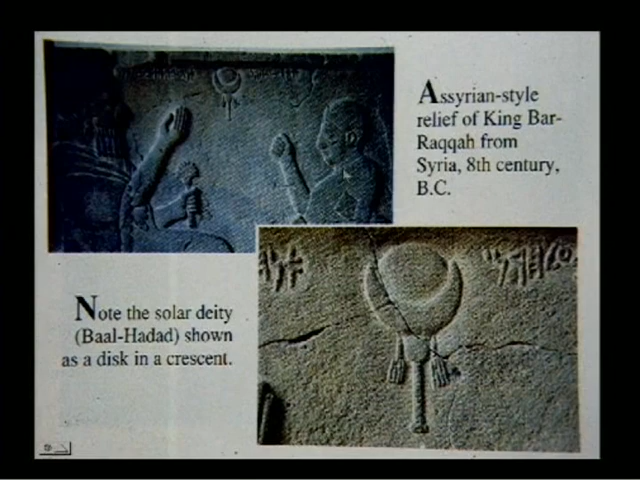 Assyrian-style
relief of King Bar-
Raqqah from
Syria, 8th century,
B.C.
Note the solar deity
(Baal-Hadad) shown
as a disk in a crescent.